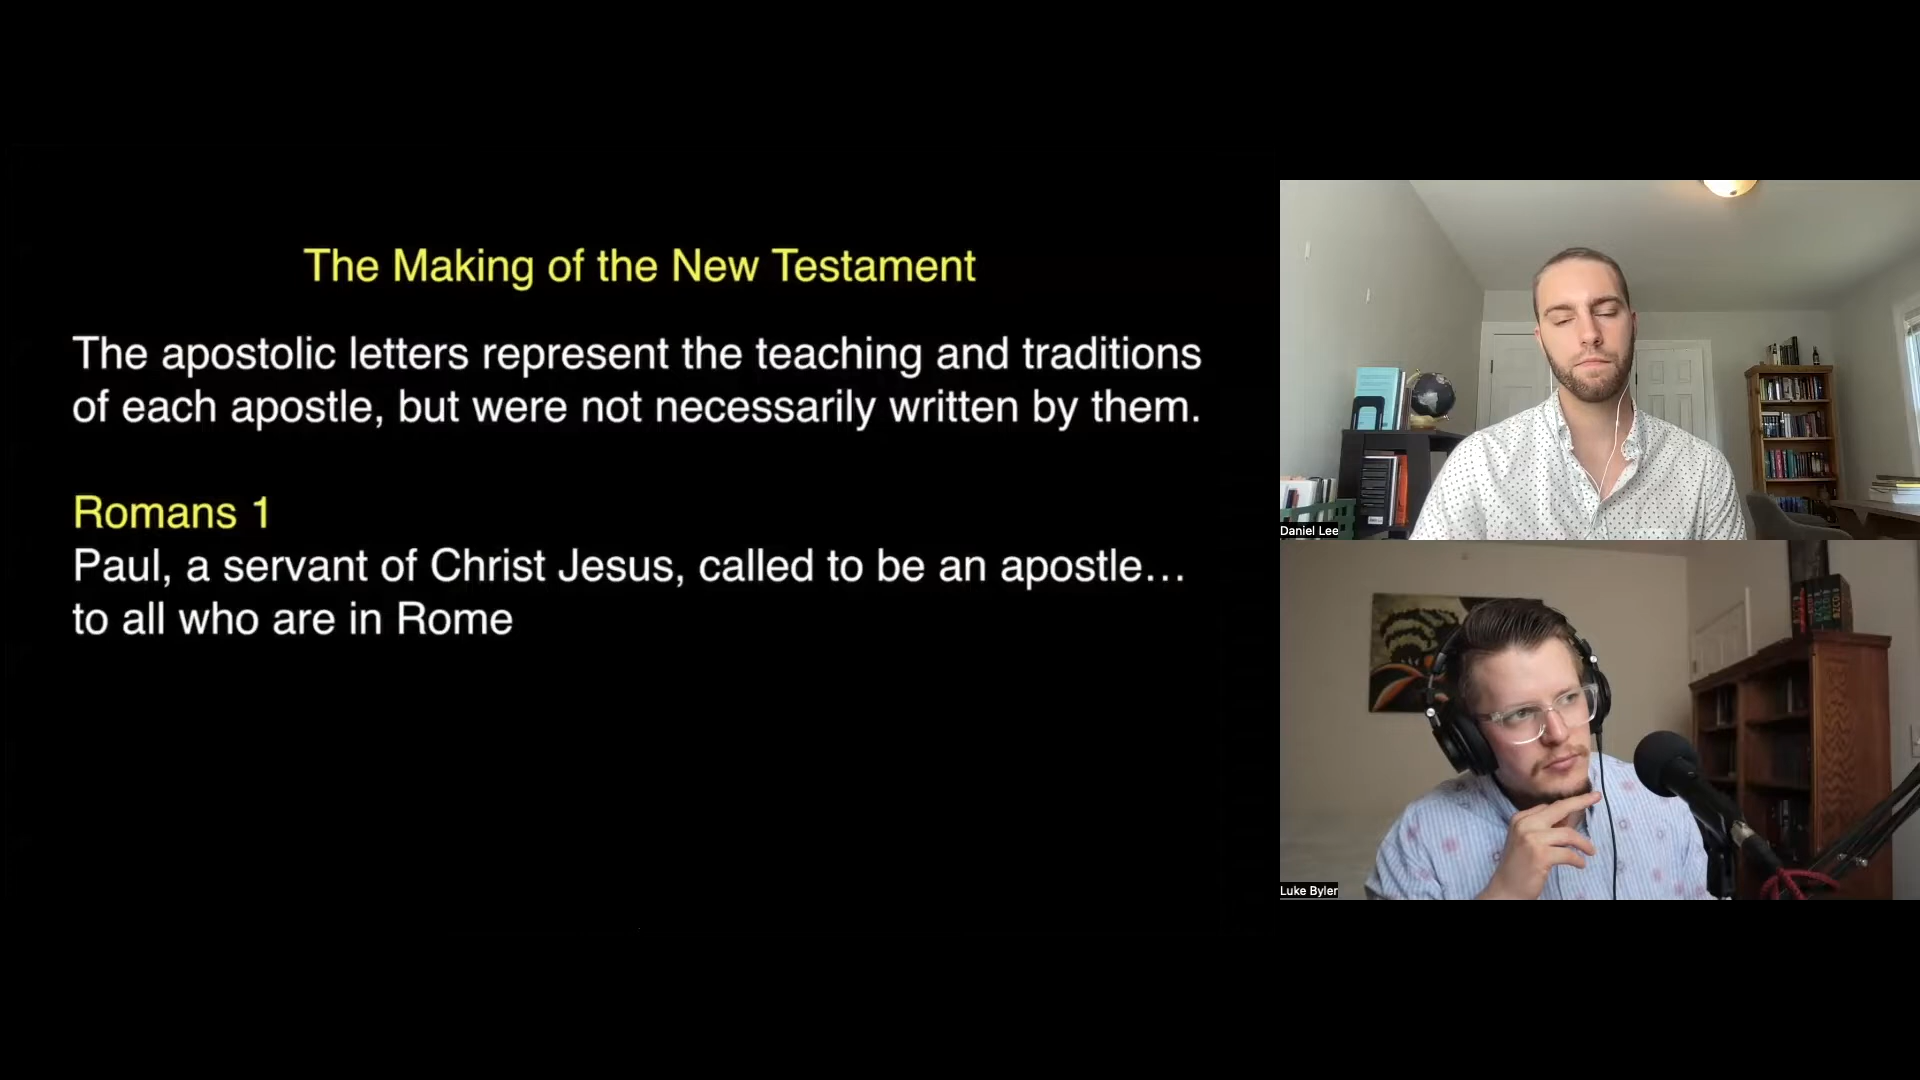 The Making of the New Testament
The apostolic letters represent the teaching and traditions
of each apostle, but were not necessarily written by them.
Romans 1
Paul, a servant of Christ Jesus, called to be an apostle…
to all who are in Rome
Daniel Lee
Luke Byler